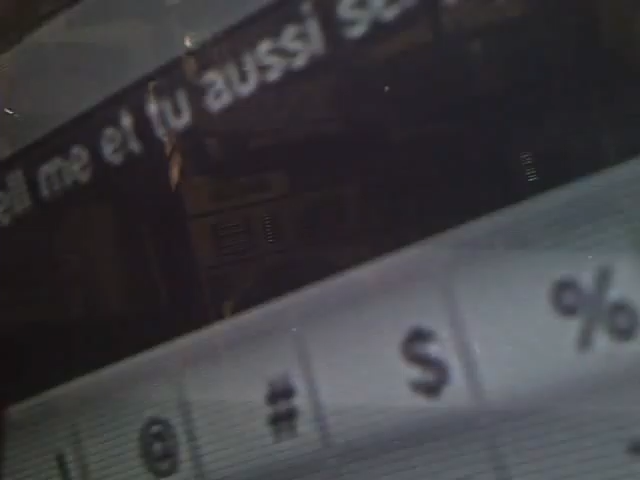 me et tu aussi
! @ # $ %